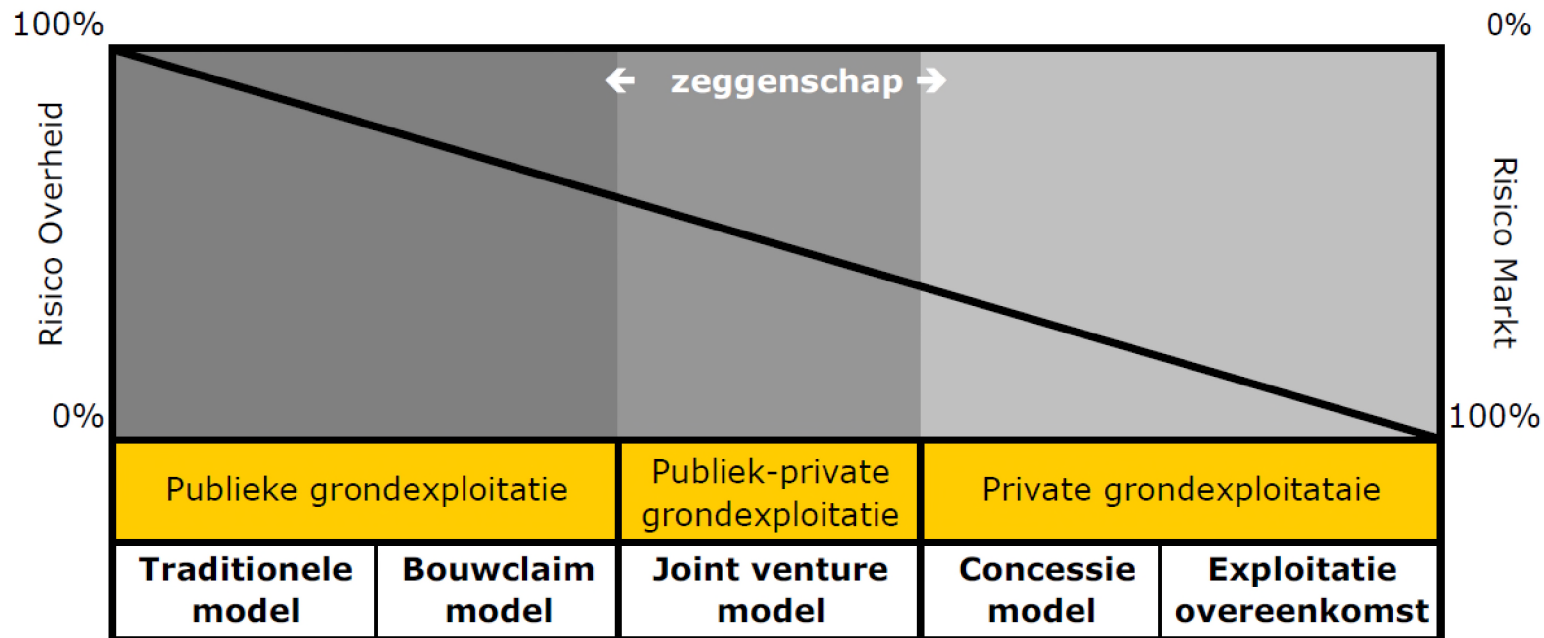 100%
0%
← zeggenschap →
Risico Overheid
Risico Markt
0%
100%
Publieke grondexploitatie
Publiek-private
grondexploitatie
Private grondexploitataie
Traditionele
model
Bouwclaim
model
Joint venture
model
Concessie
model
Exploitatie
overeenkomst